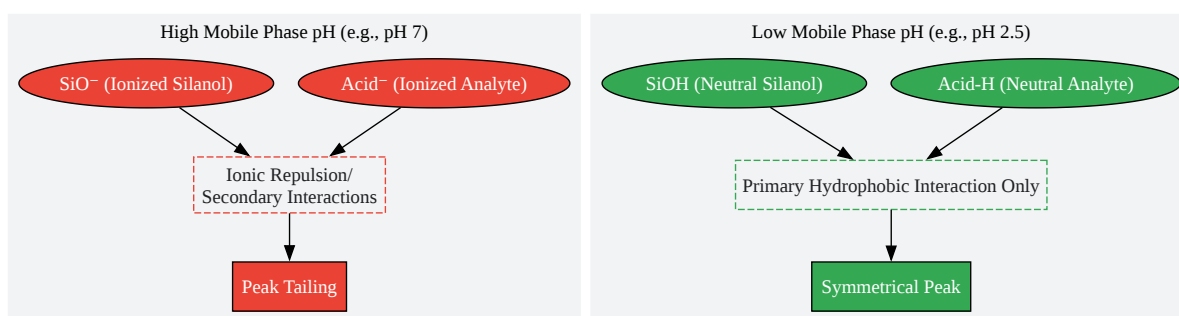 High Mobile Phase pH (e.g., pH 7)
SiO⁻ (Ionized Silanol)
Acid⁻ (Ionized Analyte)
Ionic Repulsion/
Secondary Interactions
Peak Tailing
Low Mobile Phase pH (e.g., pH 2.5)
SiOH (Neutral Silanol)
Acid-H (Neutral Analyte)
Primary Hydrophobic Interaction Only
Symmetrical Peak